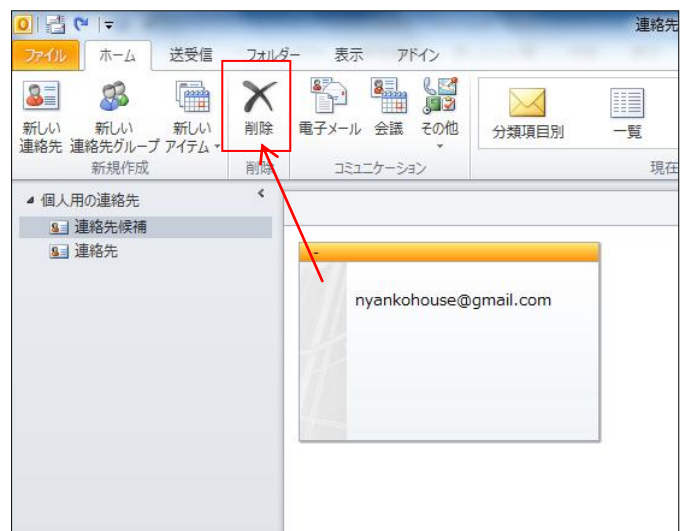 連絡先
ファイル ホーム 送受信 フォルダー 表示 アドイン
新しい 新しい 新しい 削除 電子メール 会議 その他 分類項目別 一覧
連絡先 連絡先グループ アイテム
新規作成 削除 コミュニケーション 現在
個人用の連絡先
連絡先候補
連絡先
-
nyankohouse@gmail.com